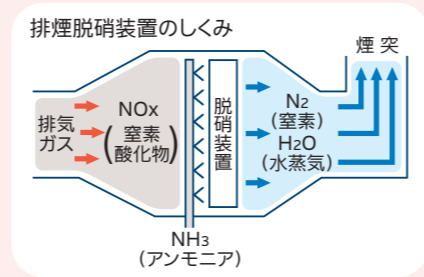 排煙脱硝装置のしくみ
煙突
排気
ガス
NOx
(窒素
酸化物)
脱硝装置
N2
(窒素)
H2O
(水蒸気)
NH3
(アンモニア)